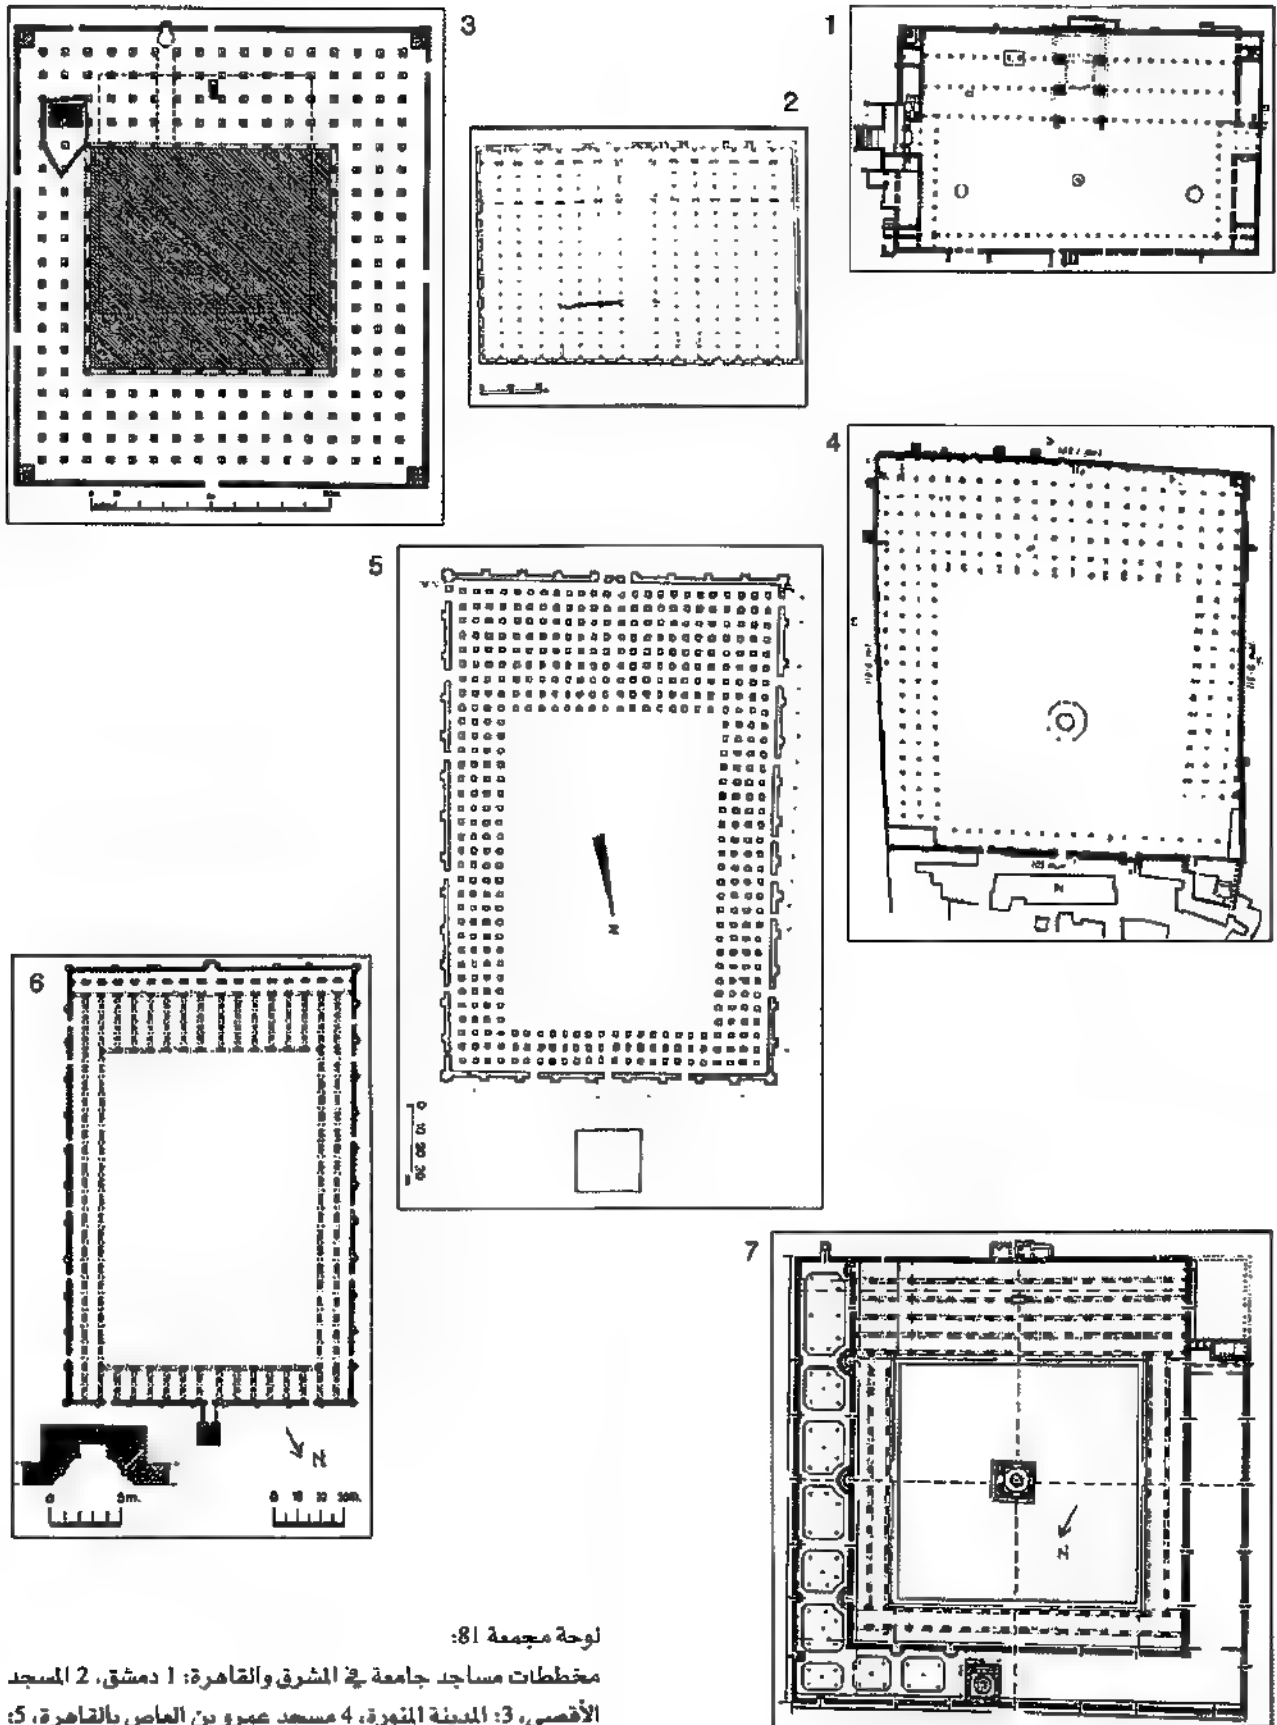 3
1
2
4
5
6
N
0 5m.
0 10 20 30m.
7
لوحة مجمعة 81:
مخططات مساجد جامعة في المشرق والقاهرة: 1 دمشق، 2 المسجد
الأقصى، 3: المدينة المنورة، 4 مسجد عمرو بن العاص بالقاهرة، 5: